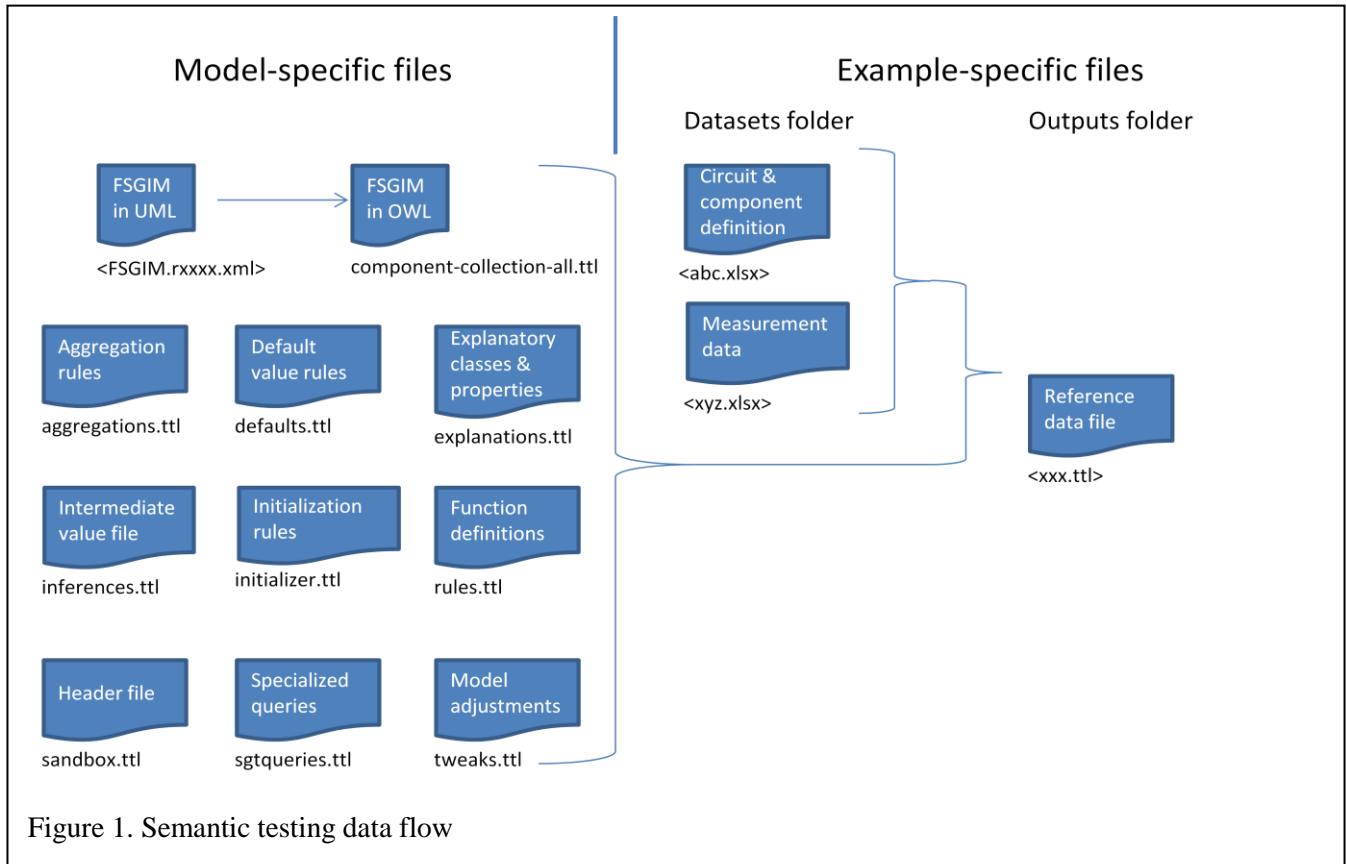 Model-specific files
Example-specific files
Datasets folder
Outputs folder
FSGIM
in UML
<FSGIM.rxxxx.xml>
FSGIM
in OWL
component-collection-all.ttl
Circuit &
component
definition
<abc.xlsx>
Measurement
data
<xyz.xlsx>
Reference
data file
<xxx.ttl>
Aggregation
rules
aggregations.ttl
Default
value rules
defaults.ttl
Explanatory
classes &
properties
explanations.ttl
Intermediate
value file
inferences.ttl
Initialization
rules
initializer.ttl
Function
definitions
rules.ttl
Header file
sandbox.ttl
Specialized
queries
sgtqueries.ttl
Model
adjustments
tweaks.ttl
Figure 1. Semantic testing data flow